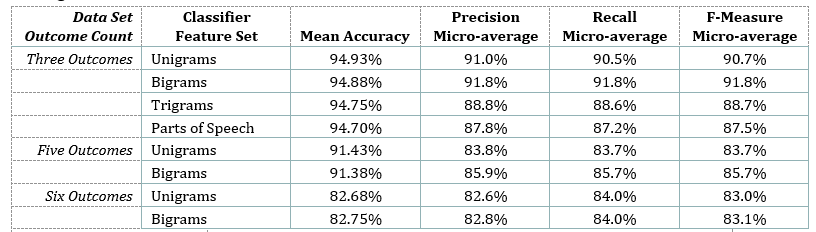 Data Set Classifier Precision Recall F-Measure
Outcome Count Feature Set Mean Accuracy Micro-average Micro-average Micro-average
Three Outcomes Unigrams 94.93% 91.0% 90.5% 90.7%
Bigrams 94.88% 91.8% 91.8% 91.8%
Trigrams 94.75% 88.8% 88.6% 88.7%
Parts of Speech 94.70% 87.8% 87.2% 87.5%
Five Outcomes Unigrams 91.43% 83.8% 83.7% 83.7%
Bigrams 91.38% 85.9% 85.7% 85.7%
Six Outcomes Unigrams 82.68% 82.6% 84.0% 83.0%
Bigrams 82.75% 82.8% 84.0% 83.1%